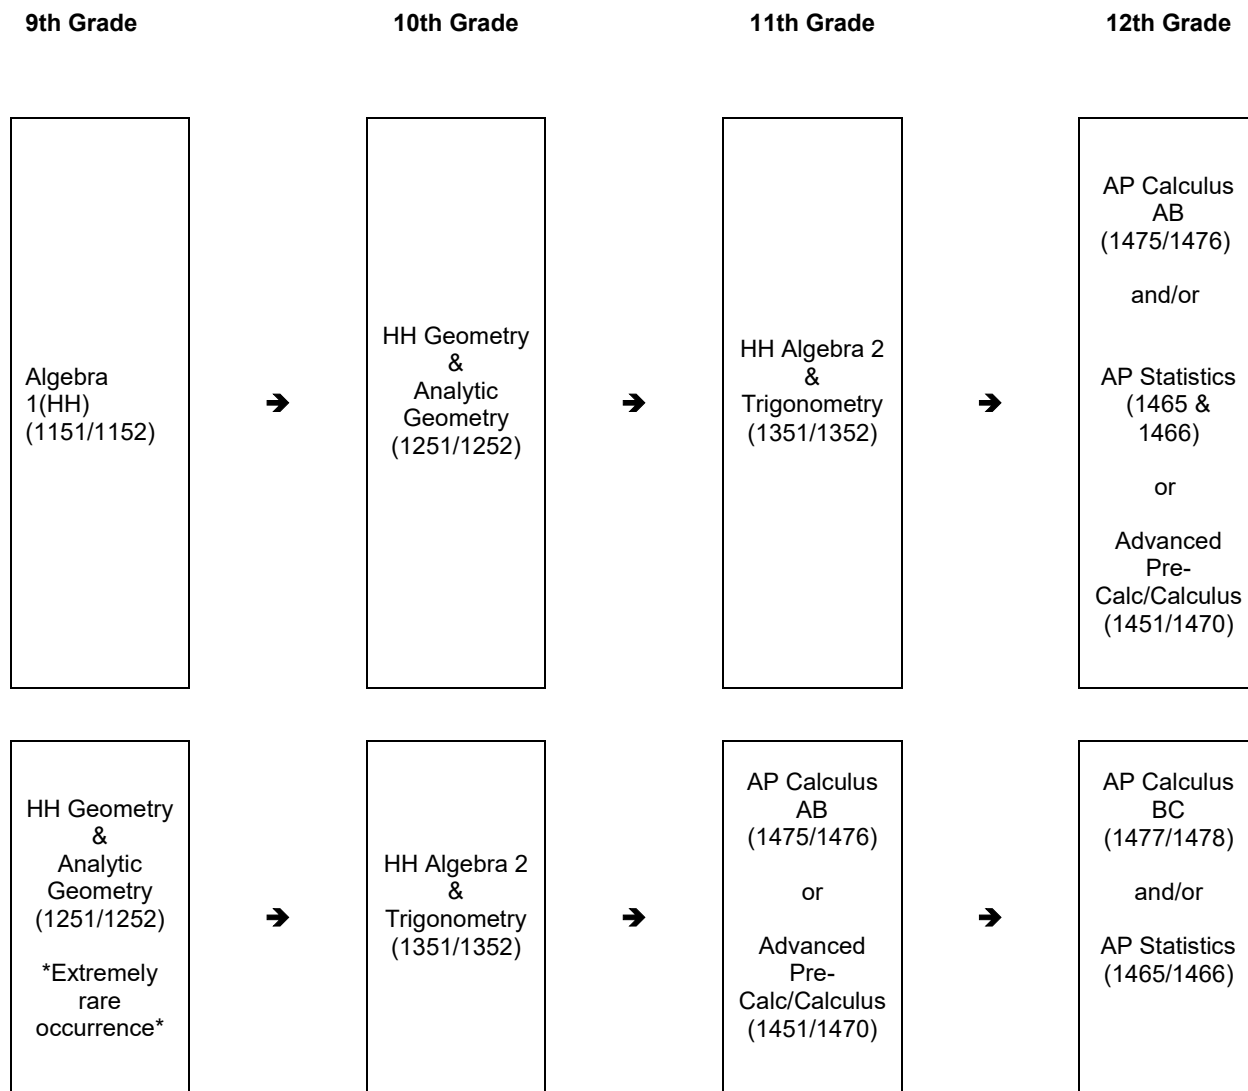 9th Grade
10th Grade
11th Grade
12th Grade
Algebra
1(HH)
(1151/1152)
➔
HH Geometry
&
Analytic
Geometry
(1251/1252)
➔
HH Algebra 2
&
Trigonometry
(1351/1352)
➔
AP Calculus
AB
(1475/1476)
and/or
AP Statistics
(1465 &
1466)
or
Advanced
Pre-
Calc/Calculus
(1451/1470)
HH Geometry
&
Analytic
Geometry
(1251/1252)
*Extremely
rare
occurrence*
➔
HH Algebra 2
&
Trigonometry
(1351/1352)
➔
AP Calculus
AB
(1475/1476)
or
Advanced
Pre-
Calc/Calculus
(1451/1470)
➔
AP Calculus
BC
(1477/1478)
and/or
AP Statistics
(1465/1466)